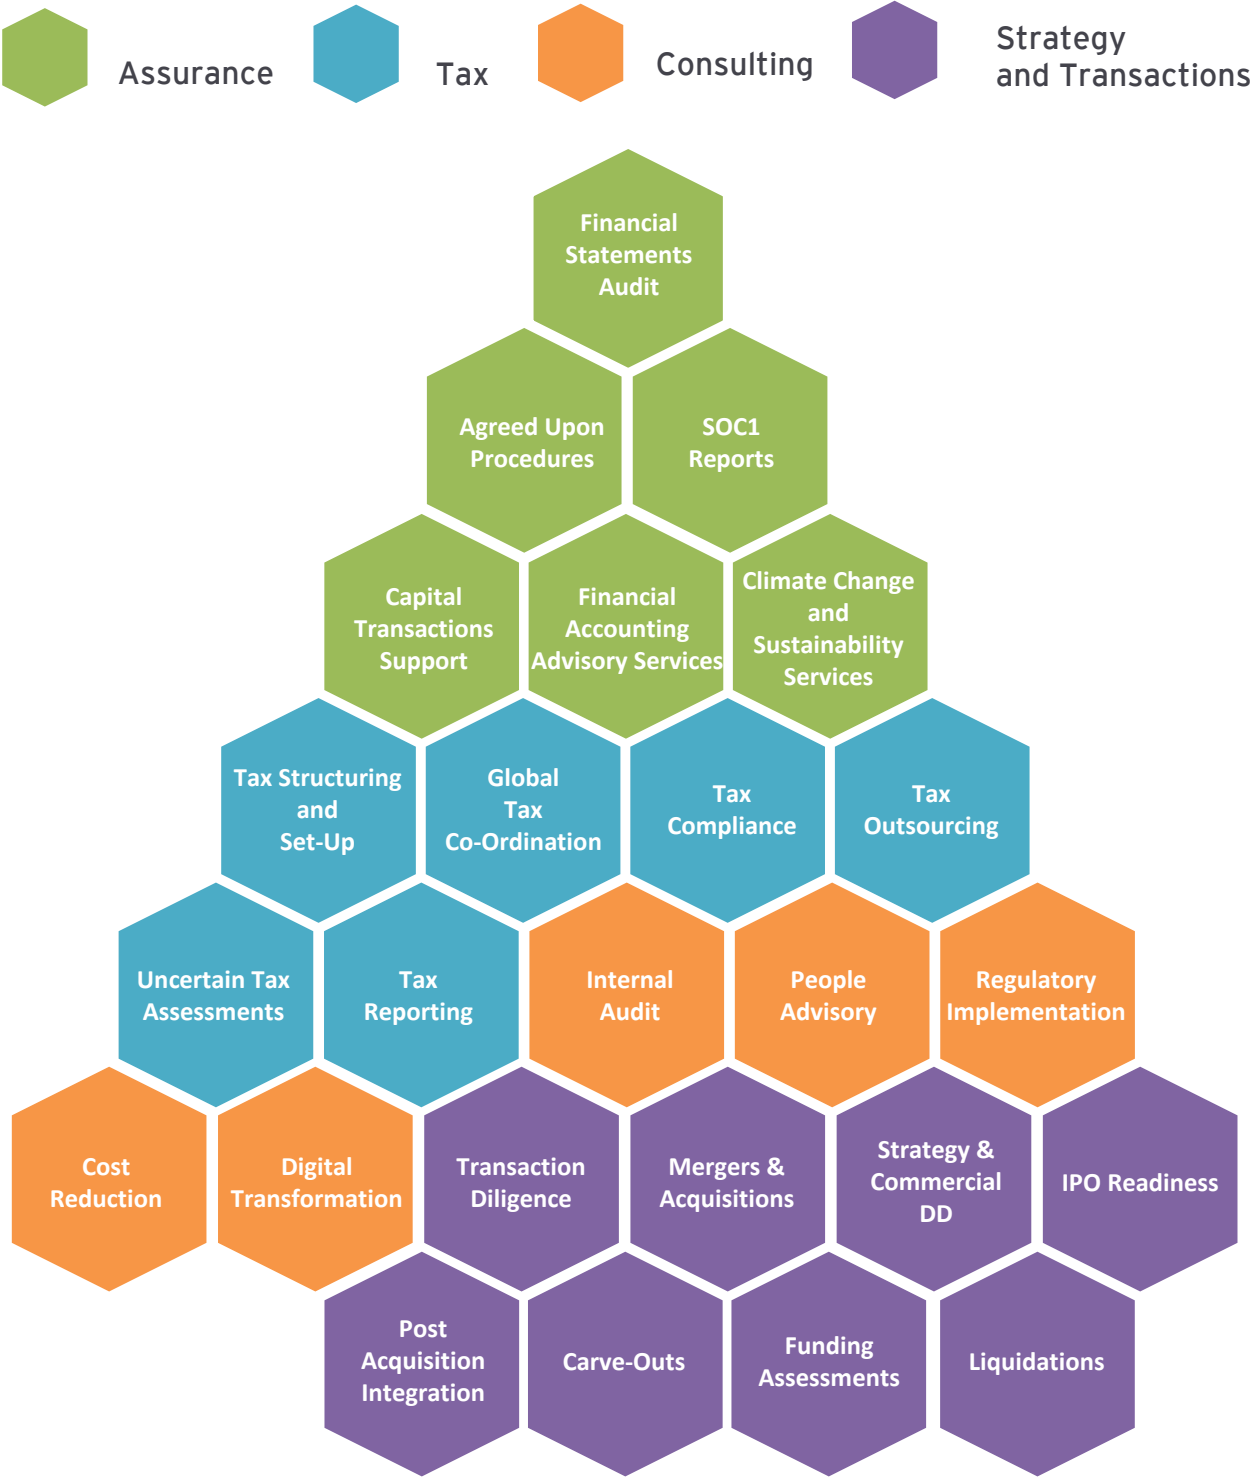 Assurance
Tax
Consulting
Strategy
and Transactions
Financial
Statements
Audit
Agreed Upon
Procedures
SOC1
Reports
Capital
Transactions
Support
Financial
Accounting
Advisory Services
Climate Change
and
Sustainability
Services
Tax Structuring
and
Set-Up
Global
Tax
Co-Ordination
Tax
Compliance
Tax
Outsourcing
Uncertain Tax
Assessments
Tax
Reporting
Internal
Audit
People
Advisory
Regulatory
Implementation
Cost
Reduction
Digital
Transformation
Transaction
Diligence
Mergers &
Acquisitions
Strategy &
Commercial
DD
IPO Readiness
Post
Acquisition
Integration
Carve-Outs
Funding
Assessments
Liquidations